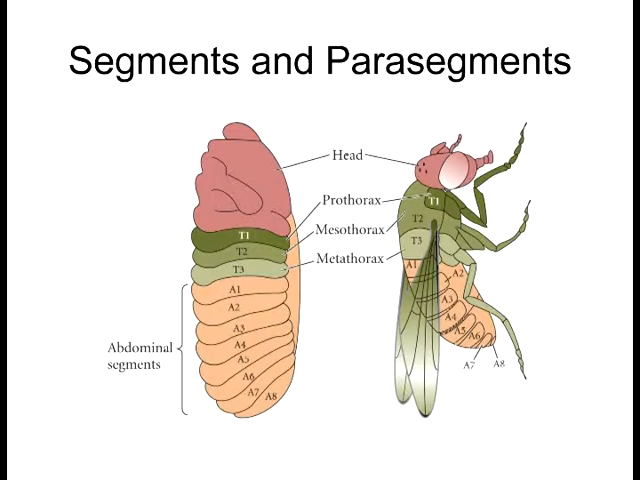 Segments and Parasegments
Head
Prothorax
Mesothorax
Metathorax
T1
T2
T3
A1
A2
A3
A4
A5
A6
A7
A8
Abdominal
segments
T1
T2
T3
A1
A2
A3
A4
A5
A6
A7
A8